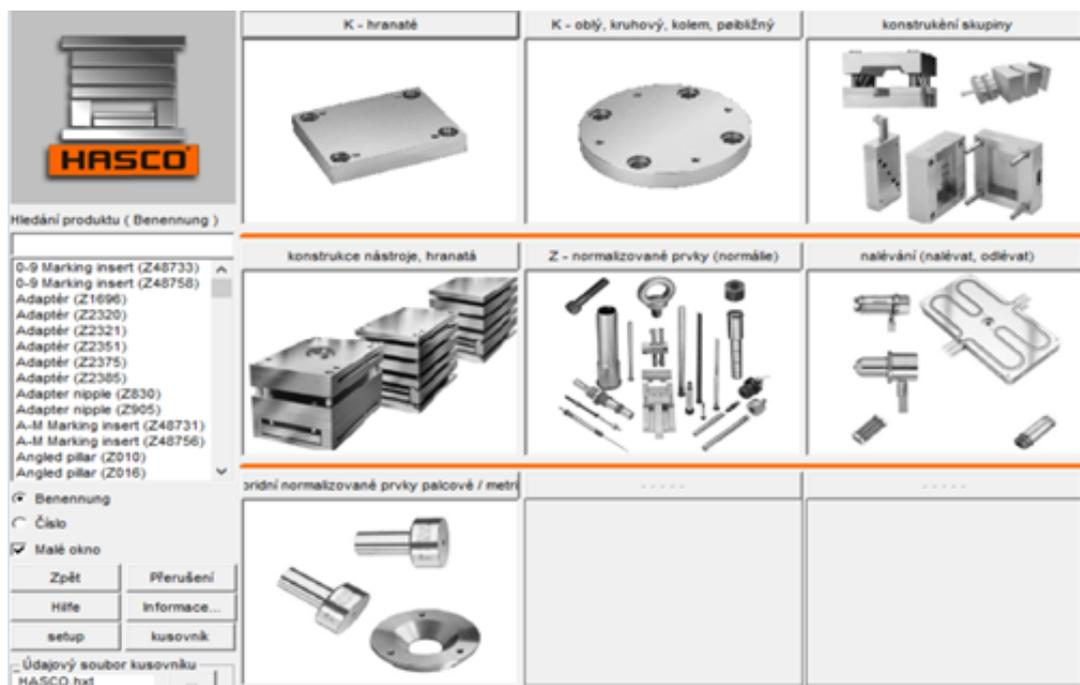 HASCO
Hledání produktu ( Benennung )
0-9 Marking insert (Z48733)
0-9 Marking insert (Z48758)
Adaptér (Z1696)
Adaptér (Z2320)
Adaptér (Z2321)
Adaptér (Z2351)
Adaptér (Z2375)
Adaptér (Z2385)
Adapter nipple (Z830)
Adapter nipple (Z905)
A-M Marking insert (Z48731)
A-M Marking insert (Z48756)
Angled pillar (Z010)
Angled pillar (Z016)
Benennung
Číslo
Malé okno
Zpět
Přerušení
Hilfe
Informace...
setup
kusovník
Údajový soubor kusovníku
HASCO.hxt
...
K - hranaté
K - oblý, kruhový, kolem, pøibližný
konstrukèní skupiny
konstrukce nástroje, hranatá
Z - normalizované prvky (normálie)
nalévání (nalévat, odlévat)
oridní normalizované prvky palcové / metri
- - - - -
- - - - -